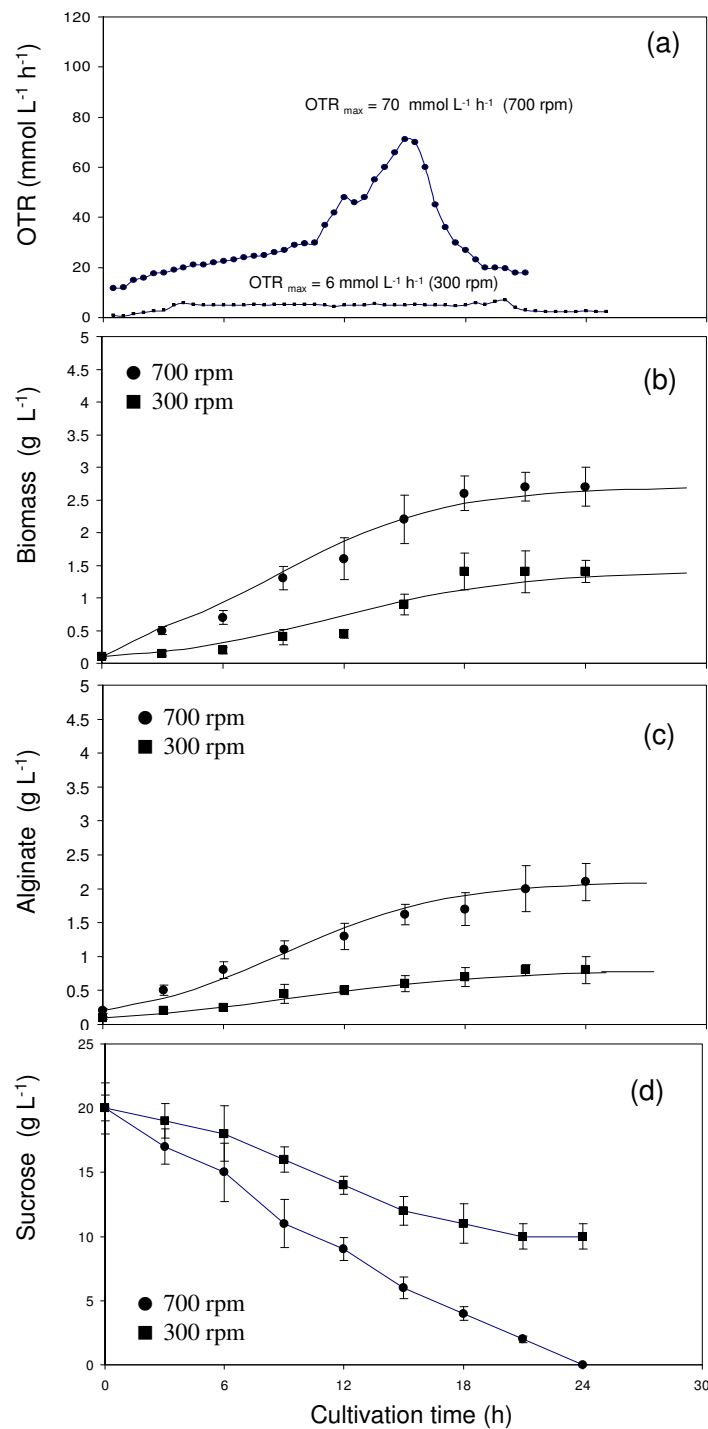 (a)
OTR (mmol L-1 h-1)
120
100
80
60
40
20
0
OTR max = 70 mmol L-1 h-1 (700 rpm)
OTR max = 6 mmol L-1 h-1 (300 rpm)
(b)
Biomass (g L-1)
5
4.5
4
3.5
3
2.5
2
1.5
1
0.5
0
700 rpm
300 rpm
(c)
Alginate (g L-1)
5
4.5
4
3.5
3
2.5
2
1.5
1
0.5
0
700 rpm
300 rpm
(d)
Sucrose (g L-1)
25
20
15
10
5
0
700 rpm
300 rpm
0 6 12 18 24 30
Cultivation time (h)